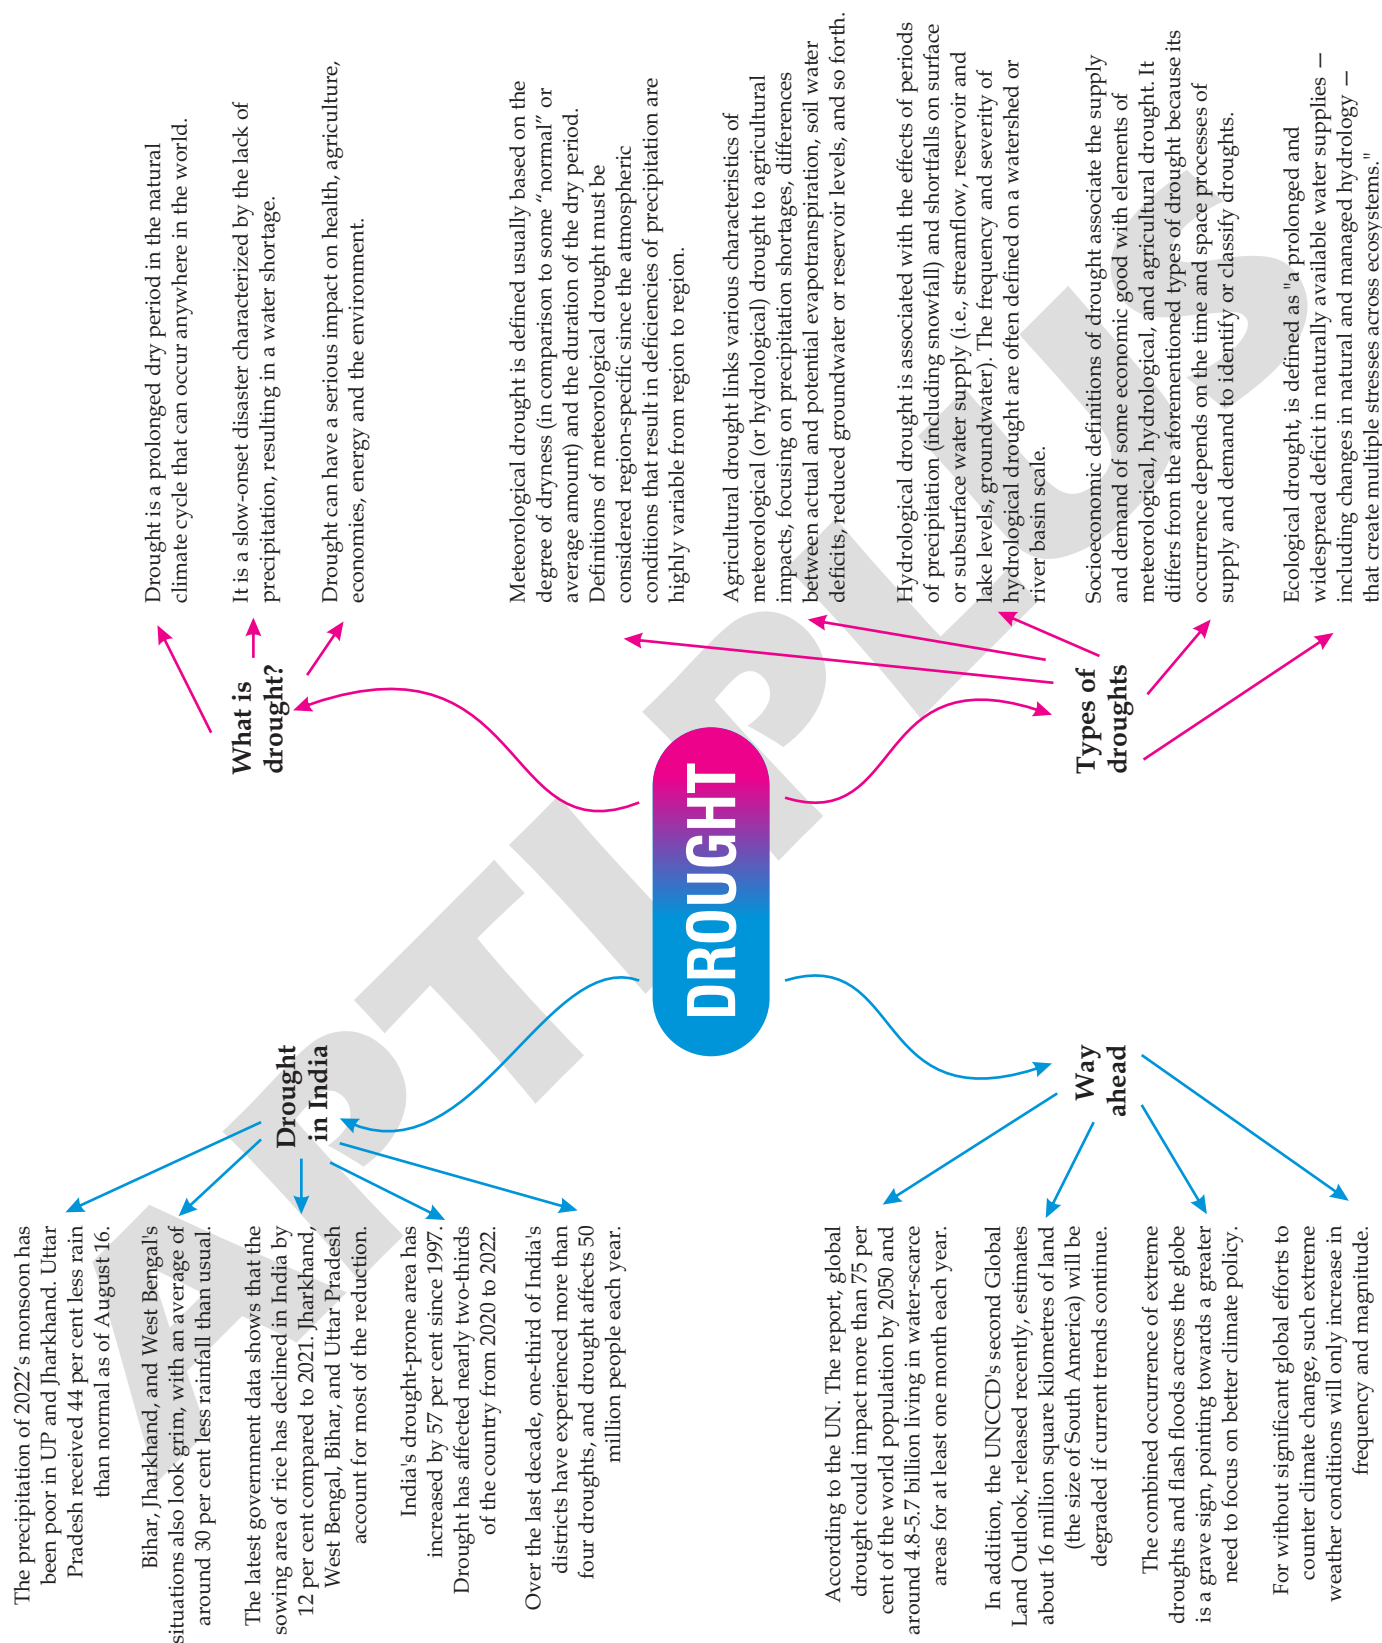 DROUGHT
What is
drought?
Drought is a prolonged dry period in the natural
climate cycle that can occur anywhere in the world.
It is a slow-onset disaster characterized by the lack of
precipitation, resulting in a water shortage.
Drought can have a serious impact on health, agriculture,
economies, energy and the environment.
Types of
droughts
Meteorological drought is defined usually based on the
degree of dryness (in comparison to some “normal” or
average amount) and the duration of the dry period.
Definitions of meteorological drought must be
considered region-specific since the atmospheric
conditions that result in deficiencies of precipitation are
highly variable from region to region.
Agricultural drought links various characteristics of
meteorological (or hydrological) drought to agricultural
impacts, focusing on precipitation shortages, differences
between actual and potential evapotranspiration, soil water
deficits, reduced groundwater or reservoir levels, and so forth.
Hydrological drought is associated with the effects of periods
of precipitation (including snowfall) and shortfalls on surface
or subsurface water supply (i.e., streamflow, reservoir and
lake levels, groundwater). The frequency and severity of
hydrological drought are often defined on a watershed or
river basin scale.
Socioeconomic definitions of drought associate the supply
and demand of some economic good with elements of
meteorological, hydrological, and agricultural drought. It
differs from the aforementioned types of drought because its
occurrence depends on the time and space processes of
supply and demand to identify or classify droughts.
Ecological drought, is defined as "a prolonged and
widespread deficit in naturally available water supplies —
including changes in natural and managed hydrology —
that create multiple stresses across ecosystems."
Drought
in India
The precipitation of 2022’s monsoon has
been poor in UP and Jharkhand. Uttar
Pradesh received 44 per cent less rain
than normal as of August 16.
Bihar, Jharkhand, and West Bengal's
situations also look grim, with an average of
around 30 per cent less rainfall than usual.
The latest government data shows that the
sowing area of rice has declined in India by
12 per cent compared to 2021. Jharkhand,
West Bengal, Bihar, and Uttar Pradesh
account for most of the reduction.
India's drought-prone area has
increased by 57 per cent since 1997.
Drought has affected nearly two-thirds
of the country from 2020 to 2022.
Over the last decade, one-third of India's
districts have experienced more than
four droughts, and drought affects 50
million people each year.
Way
ahead
According to the UN. The report, global
drought could impact more than 75 per
cent of the world population by 2050 and
around 4.8-5.7 billion living in water-scarce
areas for at least one month each year.
In addition, the UNCCD's second Global
Land Outlook, released recently, estimates
about 16 million square kilometres of land
(the size of South America) will be
degraded if current trends continue.
The combined occurrence of extreme
droughts and flash floods across the globe
is a grave sign, pointing towards a greater
need to focus on better climate policy.
For without significant global efforts to
counter climate change, such extreme
weather conditions will only increase in
frequency and magnitude.
APTI PLUS